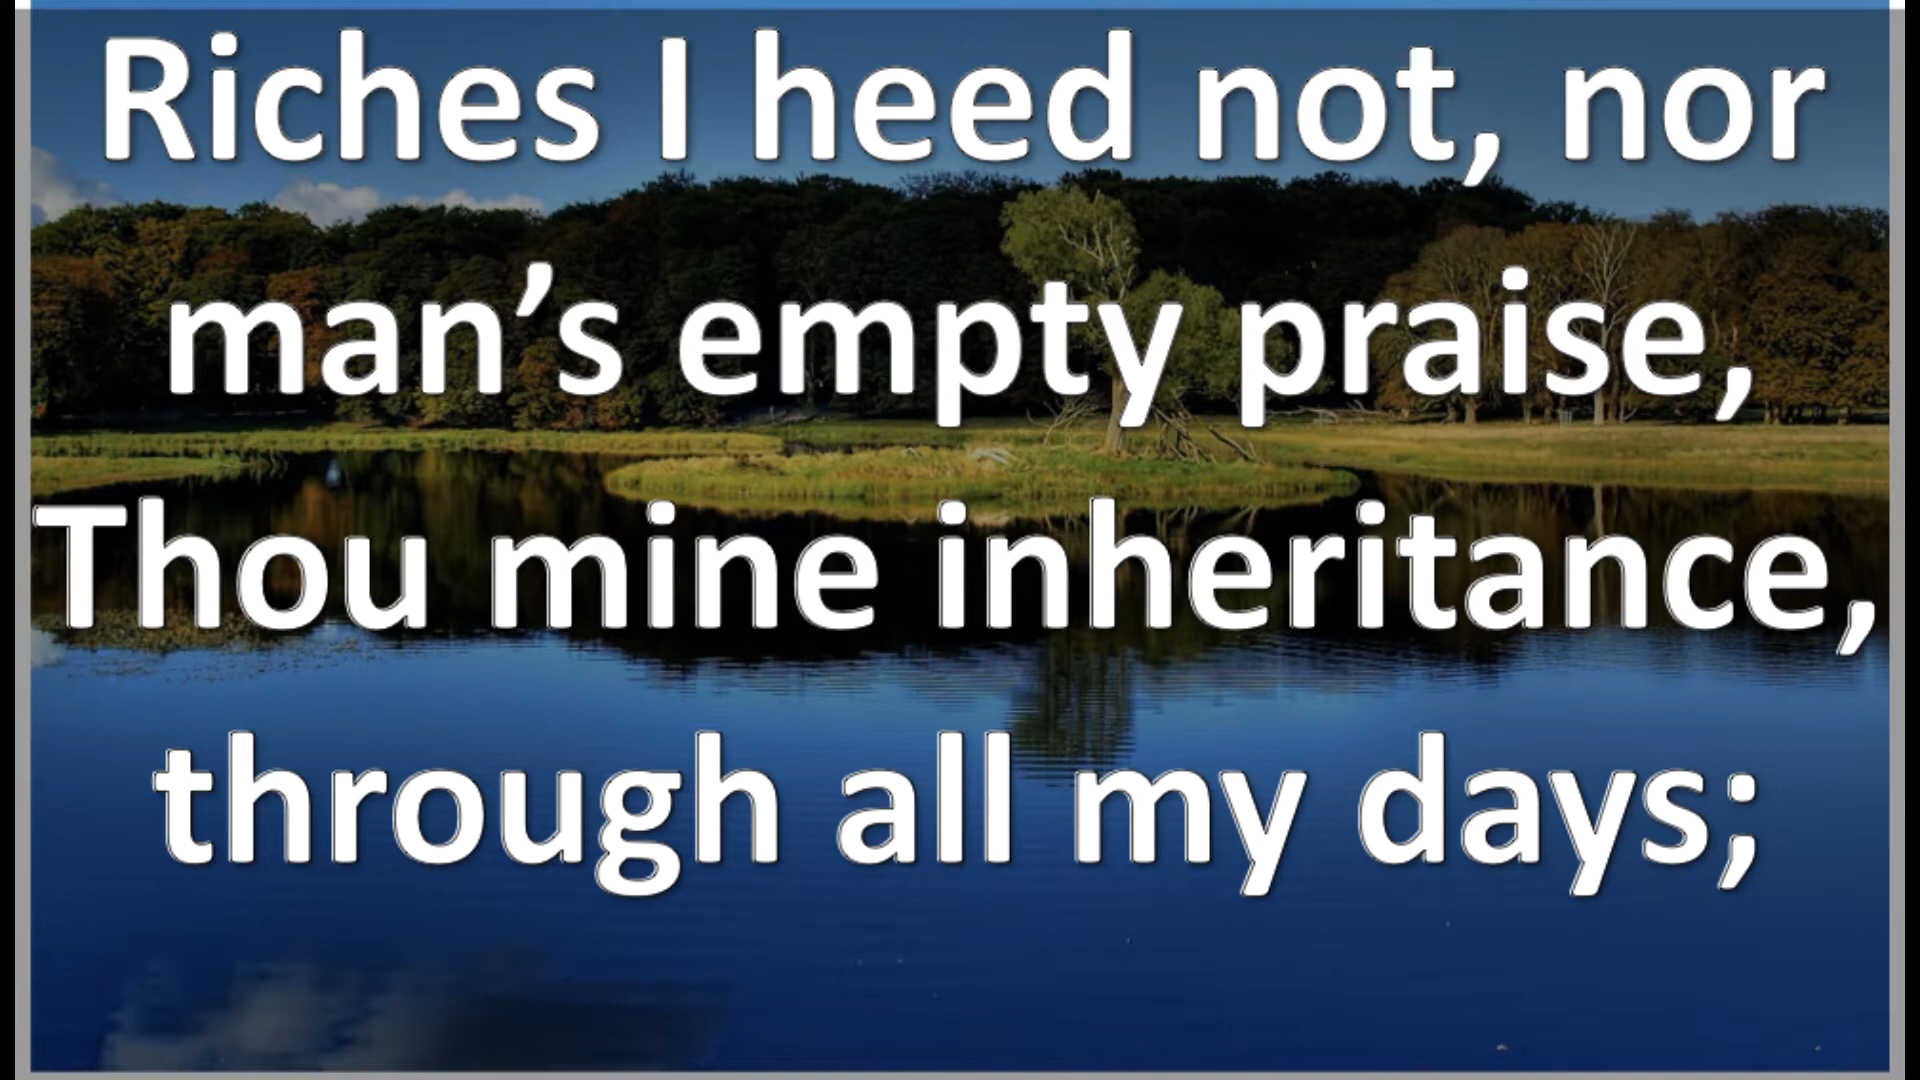 Riches I heed not, nor
man’s empty praise,
Thou mine inheritance,
through all my days;